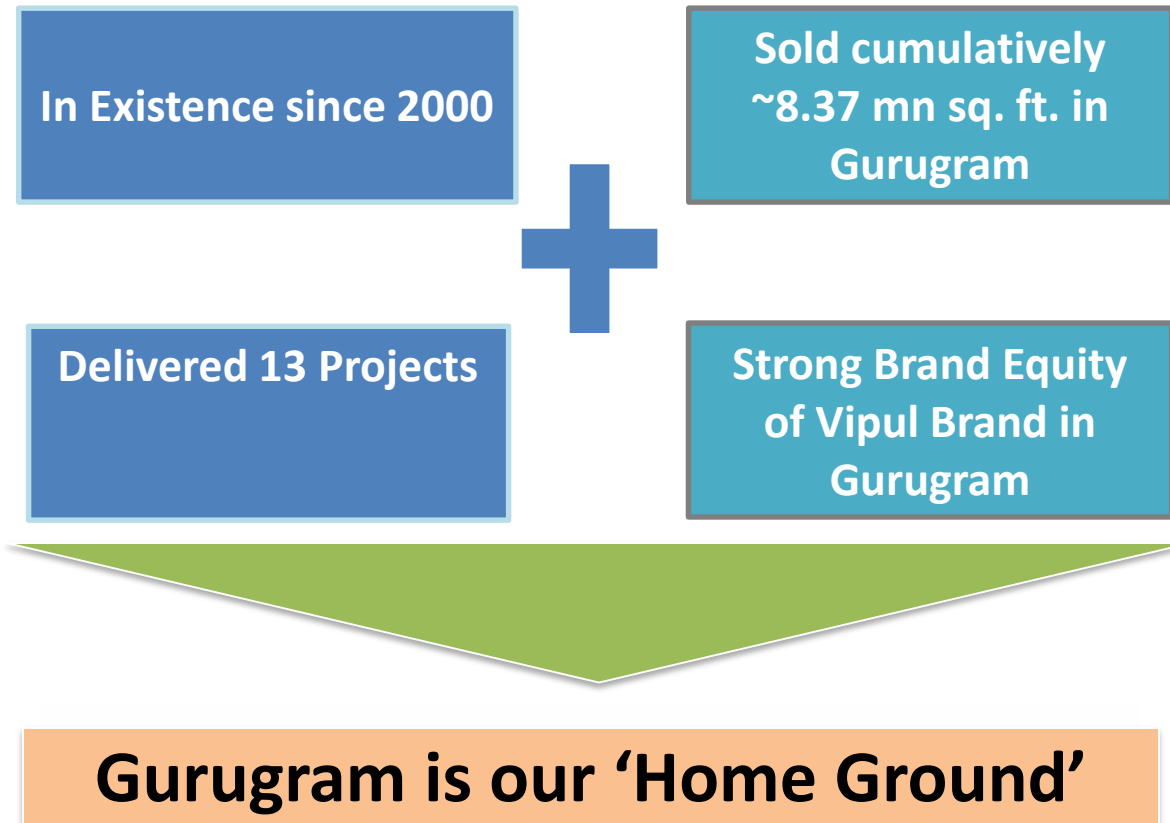 In Existence since 2000
Sold cumulatively
~8.37 mn sq. ft. in
Gurugram
Delivered 13 Projects
Strong Brand Equity
of Vipul Brand in
Gurugram
Gurugram is our ‘Home Ground’